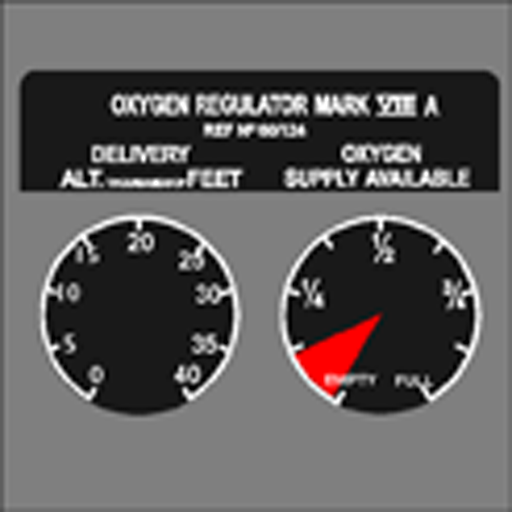 OXYGEN REGULATOR MARK VIII A
DELIVERY
ALT. FEET
OXYGEN
SUPPLY AVAILABLE
20
15 25
10 30
5 35
0 40
½
¼ ¾
EMPTY FULL